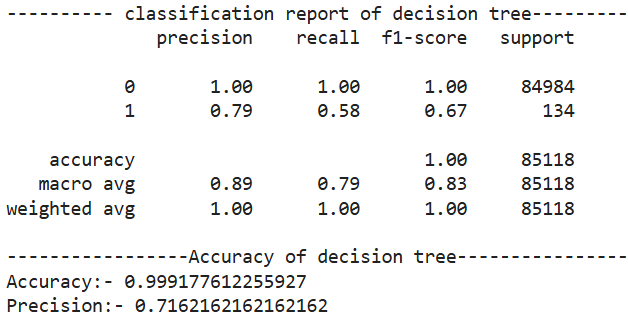 ---------- classification report of decision tree---------
precision recall f1-score support
0 1.00 1.00 1.00 84984
1 0.79 0.58 0.67 134
accuracy 1.00 85118
macro avg 0.89 0.79 0.83 85118
weighted avg 1.00 1.00 1.00 85118
-----------------Accuracy of decision tree----------------
Accuracy:- 0.999177612255927
Precision:- 0.7162162162162162